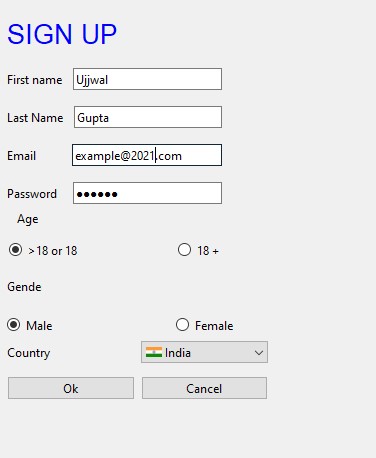 SIGN UP
First name Ujjwal
Last Name Gupta
Email example@2021.com
Password ●●●●●●
Age
>18 or 18 18 +
Gende
Male Female
Country India
Ok Cancel